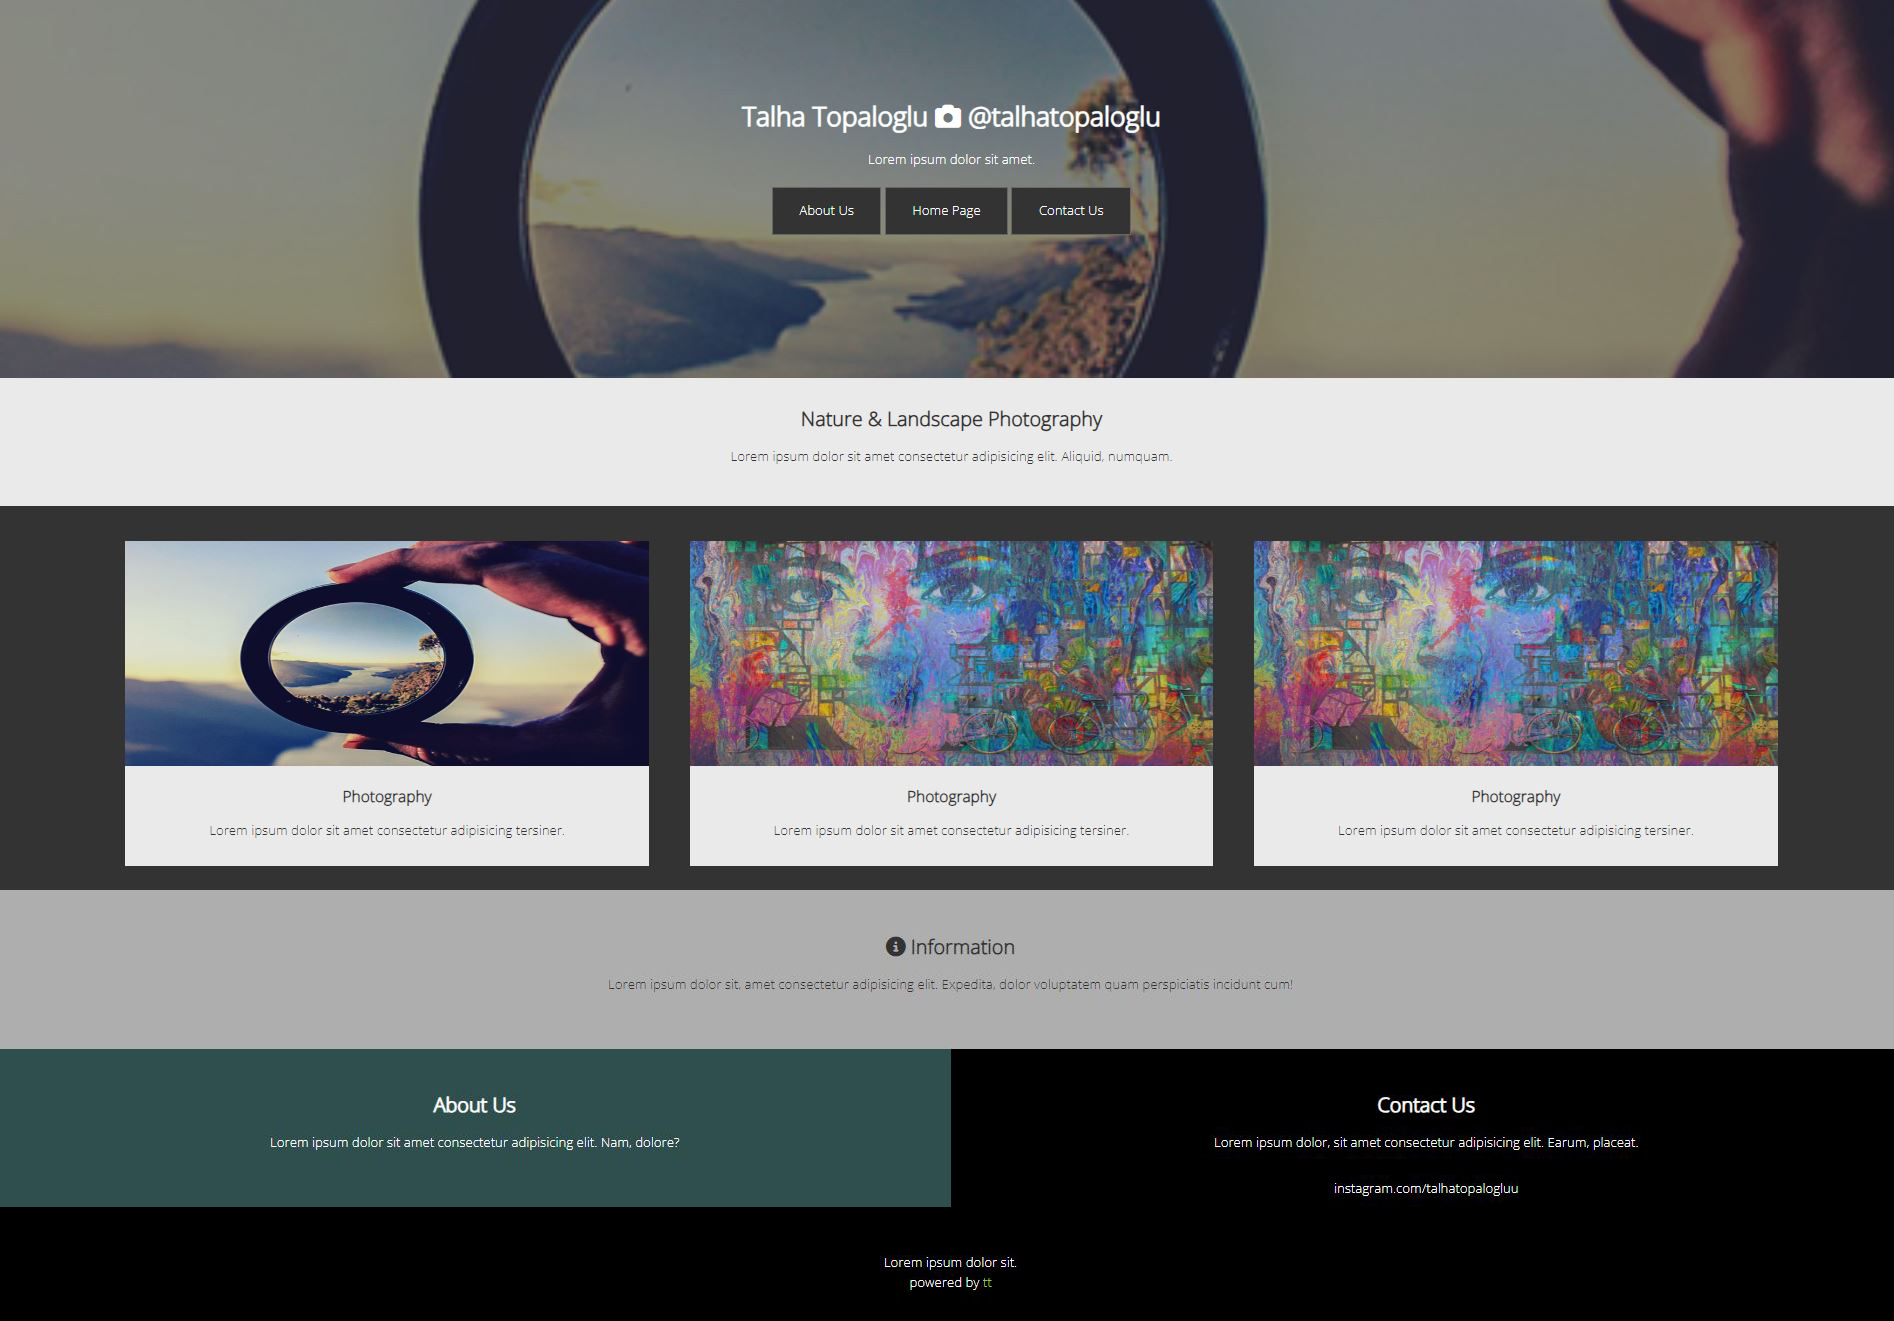 Talha Topaloglu @talhatopaloglu
Lorem ipsum dolor sit amet.
About Us
Home Page
Contact Us
Nature & Landscape Photography
Lorem ipsum dolor sit amet consectetur adipisicing elit. Aliquid, numquam.
Photography
Lorem ipsum dolor sit amet consectetur adipisicing tersiner.
Photography
Lorem ipsum dolor sit amet consectetur adipisicing tersiner.
Photography
Lorem ipsum dolor sit amet consectetur adipisicing tersiner.
Information
Lorem ipsum dolor sit, amet consectetur adipisicing elit. Expedita, dolor voluptatem quam perspiciatis incidunt cum!
About Us
Lorem ipsum dolor sit amet consectetur adipisicing elit. Nam, dolore?
Contact Us
Lorem ipsum dolor, sit amet consectetur adipisicing elit. Earum, placeat.
instagram.com/talhatopalogluu
Lorem ipsum dolor sit.
powered by tt